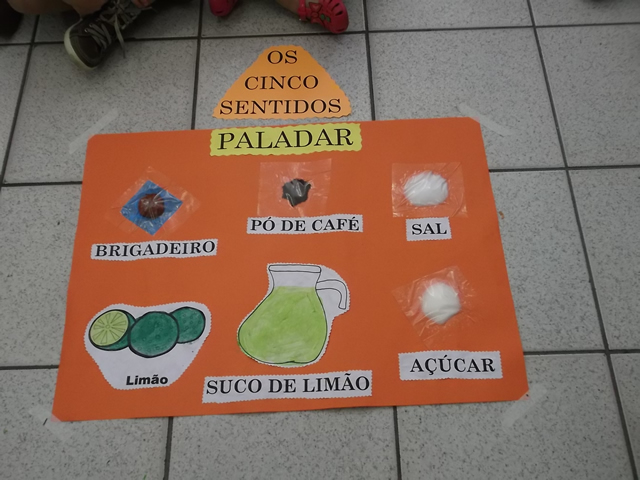 OS
CINCO
SENTIDOS
PALADAR
BRIGADEIRO
PÓ DE CAFÉ
SAL
Limão
SUCO DE LIMÃO
AÇÚCAR